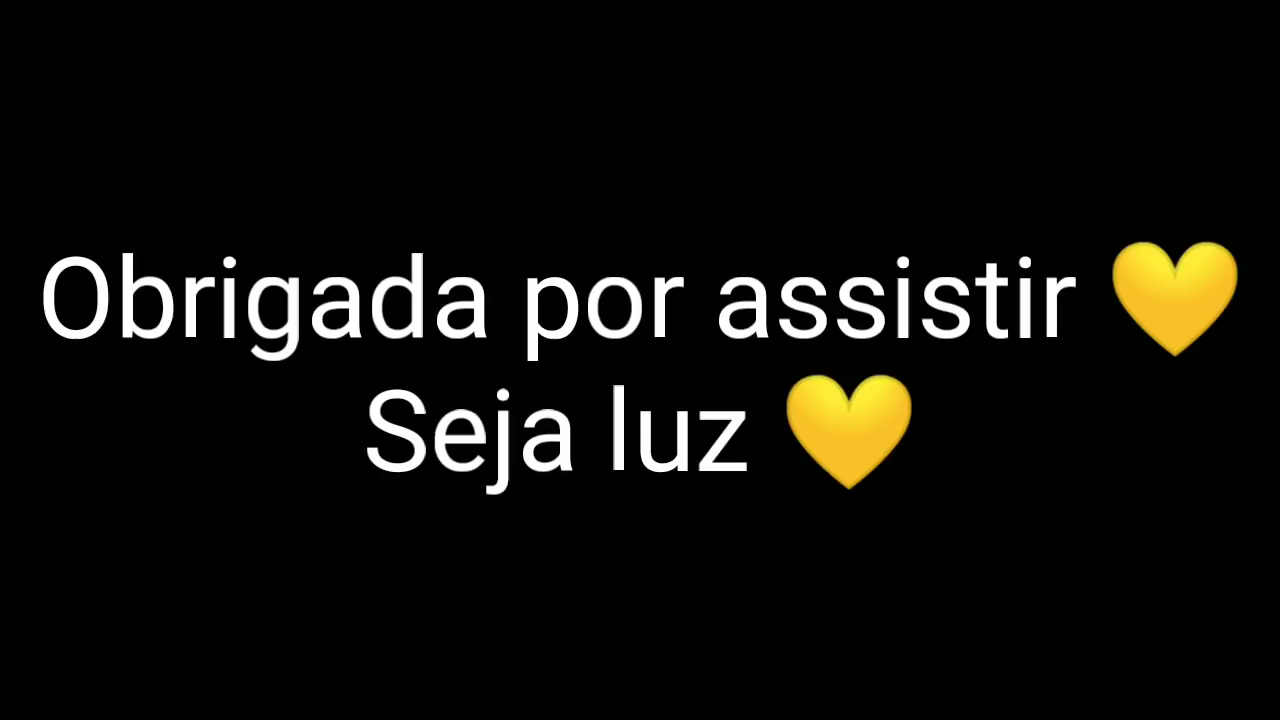 Obrigada por assistir 💛
Seja luz 💛